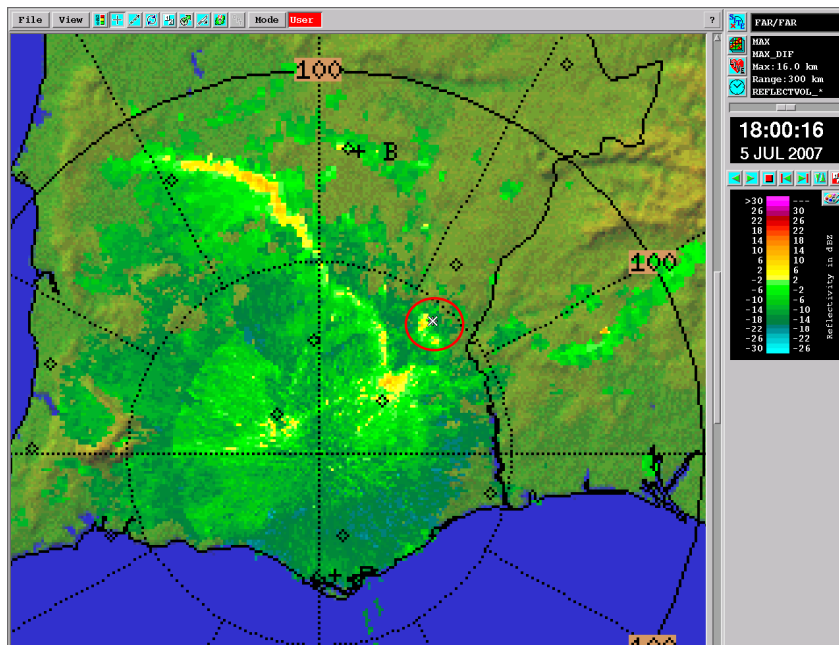 File View Mode User ?
FAR/FAR
MAX
MAX_DIF
Max:16.0 km
Range:300 km
REFLECTVOL_*
18:00:16
5 JUL 2007
>30 ---
26 30
22 26
18 22
14 18
10 14
6 10
2 6
-2 2
-6 -2
-10 -6
-14 -10
-18 -14
-22 -18
-26 -22
-30 -26
Reflectivity in dBZ
100
B
100
100